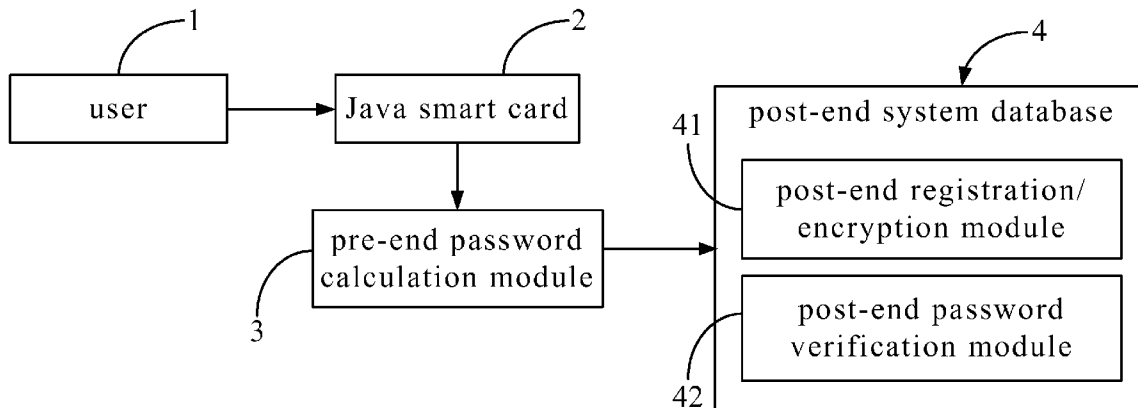 1
2
4
user
Java smart card
post-end system database
41
post-end registration/
encryption module
pre-end password
calculation module
3
post-end password
verification module
42